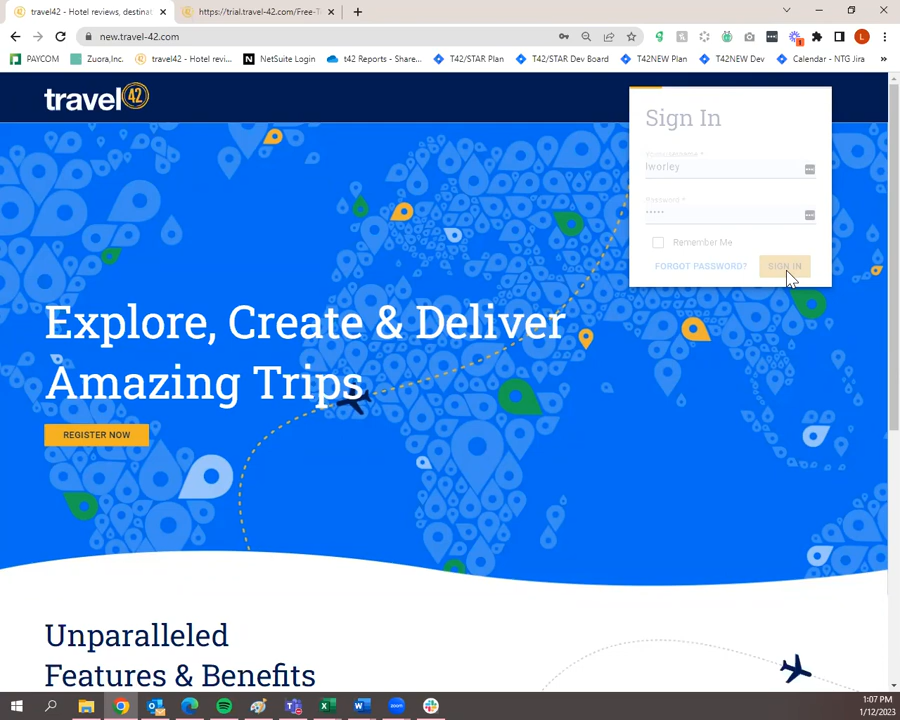 travel42 - Hotel reviews, destinat
https://trial.travel-42.com/Free-T
new.travel-42.com
PAYCOM
Zuora,Inc.
travel42 - Hotel revi...
NetSuite Login
t42 Reports - Share...
T42/STAR Plan
T42/STAR Dev Board
T42NEW Plan
T42NEW Dev
Calendar - NTG Jira
»
travel 42
Sign In
lworley
Password *
•••••
Remember Me
FORGOT PASSWORD?
SIGN IN
Explore, Create & Deliver
Amazing Trips
REGISTER NOW
Unparalleled
Features & Benefits
1:07 PM
1/12/2023